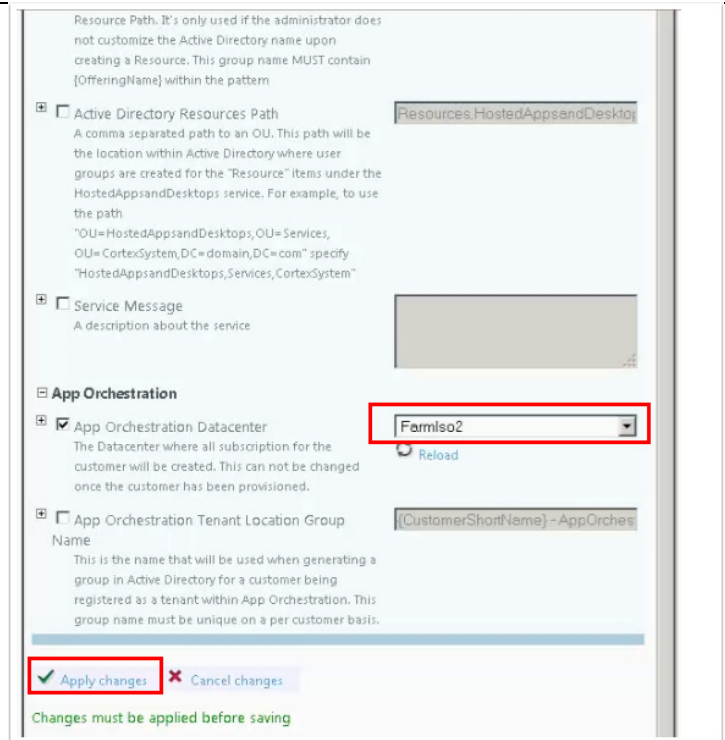 Resource Path. It's only used if the administrator does
not customize the Active Directory name upon
creating a Resource. This group name MUST contain
{OfferingName} within the pattern
Active Directory Resources Path
Resources,HostedAppsandDesktop
A comma separated path to an OU. This path will be
the location within Active Directory where user
groups are created for the "Resource" items under the
HostedAppsandDesktops service. For example, to use
the path
"OU=HostedAppsandDesktops,OU=Services,
OU=CortexSystem,DC=domain,DC=com" specify
"HostedAppsandDesktops,Services,CortexSystem"
Service Message
A description about the service
App Orchestration
App Orchestration Datacenter
FarmIso2
The Datacenter where all subscription for the
customer will be created. This can not be changed
once the customer has been provisioned.
Reload
App Orchestration Tenant Location Group
Name
{CustomerShortName} - AppOrches
This is the name that will be used when generating a
group in Active Directory for a customer being
registered as a tenant within App Orchestration. This
group name must be unique on a per customer basis.
Apply changes Cancel changes
Changes must be applied before saving